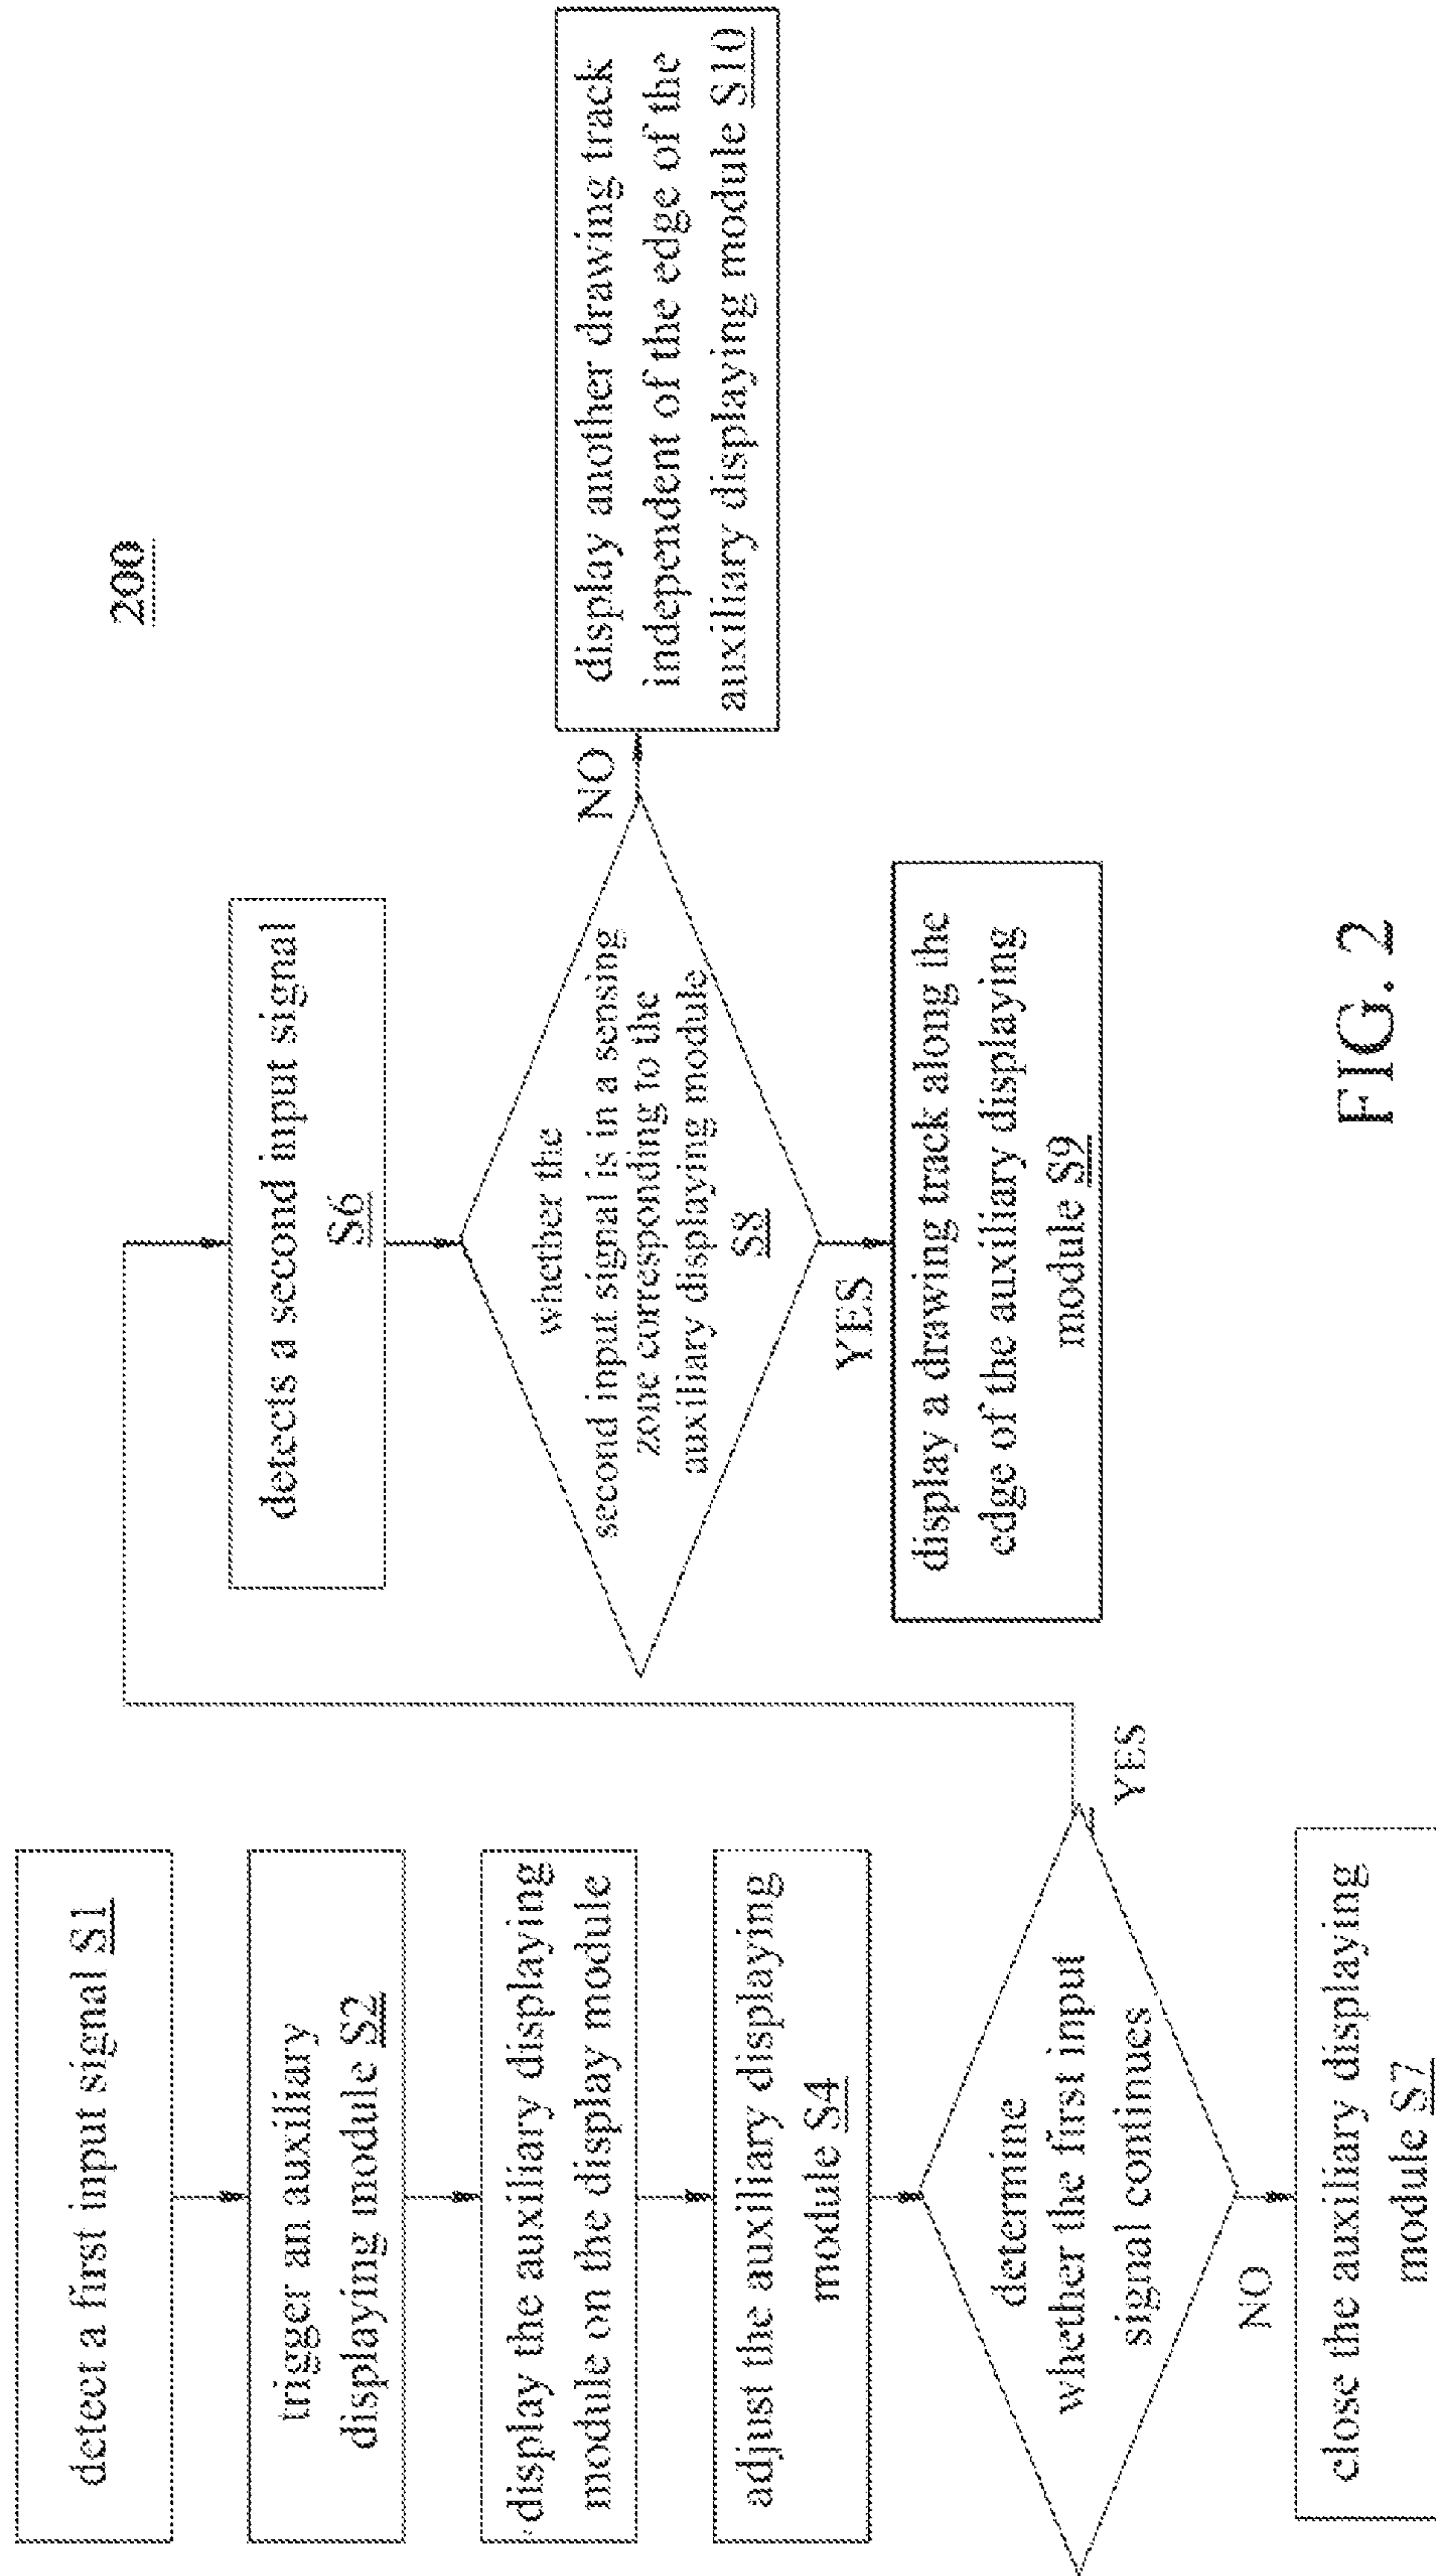 200
detect a first input signal S1
trigger an auxiliary
displaying module S2
display the auxiliary displaying
module on the display module
adjust the auxiliary displaying
module S4
determine
whether the first input
signal continues
YES
NO
close the auxiliary displaying
module S7
detects a second input signal
S6
whether the
second input signal is in a sensing
zone corresponding to the
auxiliary displaying module
S8
NO
YES
display a drawing track along the
edge of the auxiliary displaying
module S9
display another drawing track
independent of the edge of the
auxiliary displaying module S10
FIG. 2